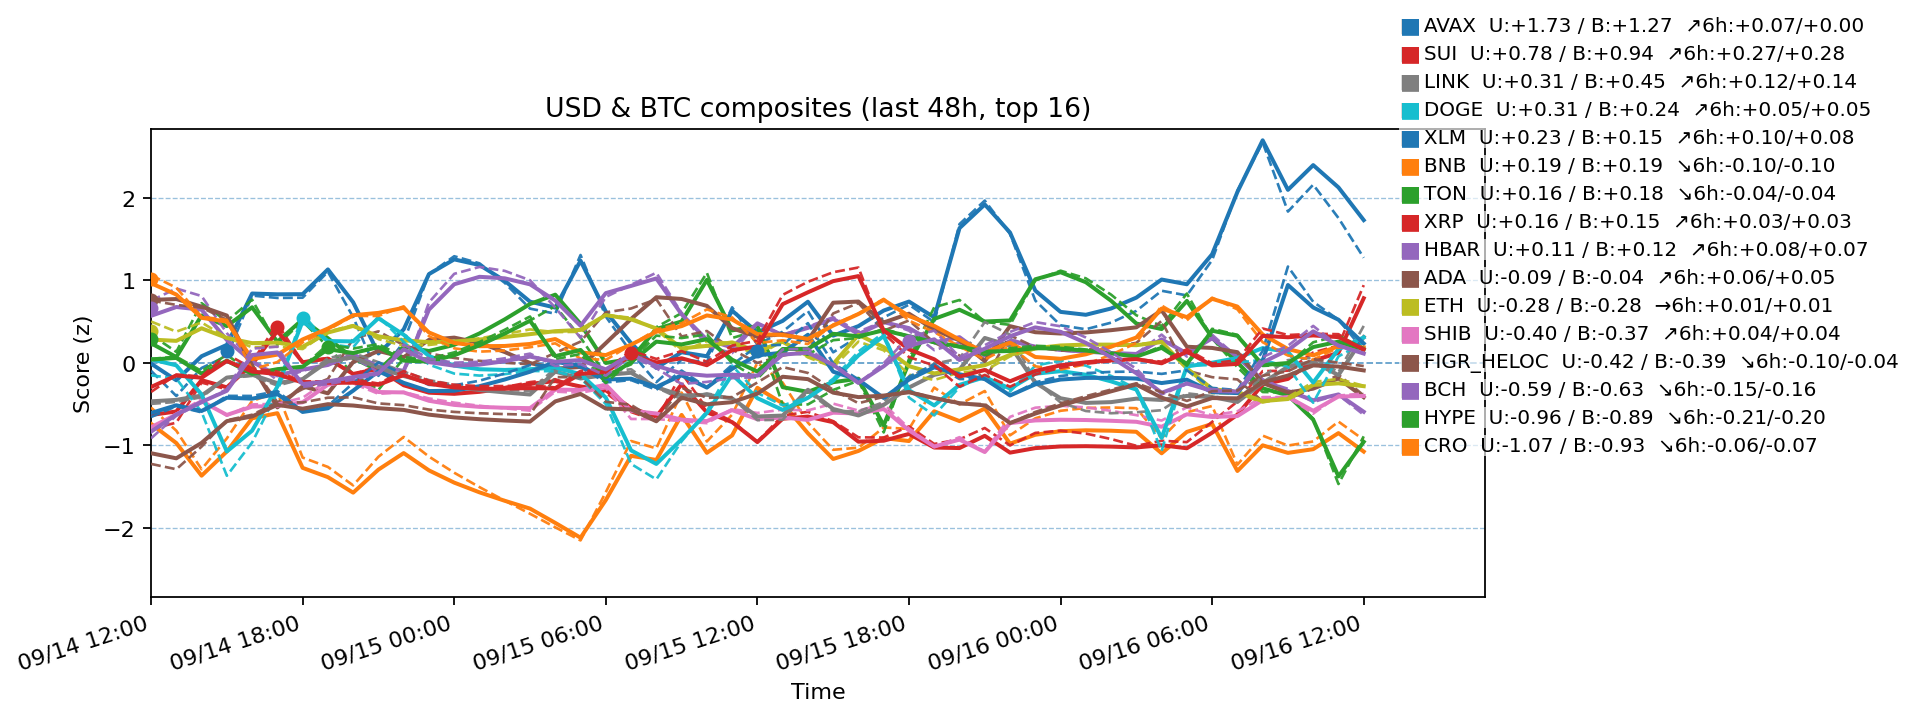 AVAX  U:+1.73 / B:+1.27  ↗6h:+0.07/+0.00
SUI  U:+0.78 / B:+0.94  ↗6h:+0.27/+0.28
LINK  U:+0.31 / B:+0.45  ↗6h:+0.12/+0.14
DOGE  U:+0.31 / B:+0.24  ↗6h:+0.05/+0.05
XLM  U:+0.23 / B:+0.15  ↗6h:+0.10/+0.08
BNB  U:+0.19 / B:+0.19  ↘6h:-0.10/-0.10
TON  U:+0.16 / B:+0.18  ↘6h:-0.04/-0.04
XRP  U:+0.16 / B:+0.15  ↗6h:+0.03/+0.03
HBAR  U:+0.11 / B:+0.12  ↗6h:+0.08/+0.07
ADA  U:-0.09 / B:-0.04  ↗6h:+0.06/+0.05
ETH  U:-0.28 / B:-0.28  →6h:+0.01/+0.01
SHIB  U:-0.40 / B:-0.37  ↗6h:+0.04/+0.04
FIGR_HELOC  U:-0.42 / B:-0.39  ↘6h:-0.10/-0.04
BCH  U:-0.59 / B:-0.63  ↘6h:-0.15/-0.16
HYPE  U:-0.96 / B:-0.89  ↘6h:-0.21/-0.20
CRO  U:-1.07 / B:-0.93  ↘6h:-0.06/-0.07
USD & BTC composites (last 48h, top 16)
Score (z)
2
1
0
−1
−2
09/14 12:00
09/14 18:00
09/15 00:00
09/15 06:00
09/15 12:00
09/15 18:00
09/16 00:00
09/16 06:00
09/16 12:00
Time